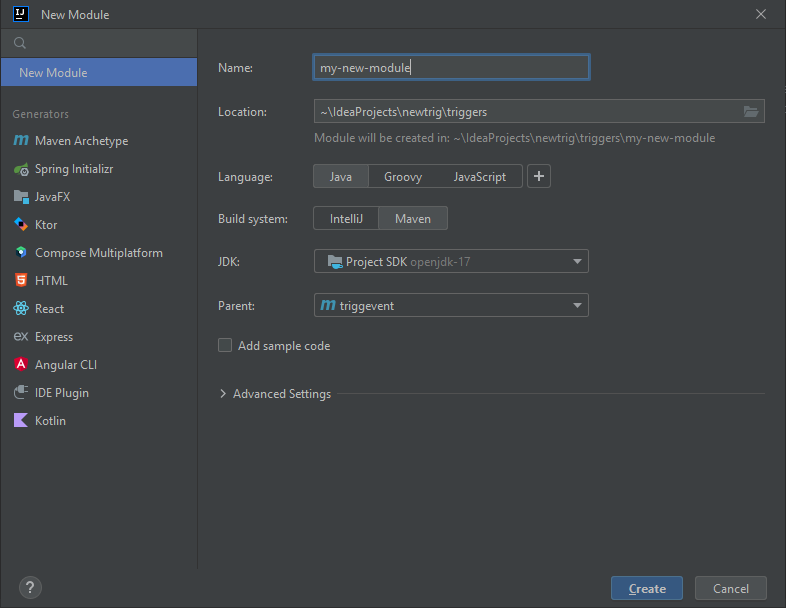 IJ New Module
New Module
Generators
m Maven Archetype
Spring Initializr
JavaFX
Ktor
Compose Multiplatform
5 HTML
React
ex Express
A Angular CLI
IDE Plugin
Kotlin
Name: my-new-module
Location: ~\IdeaProjects\newtrig\triggers
Module will be created in: ~\IdeaProjects\newtrig\triggers\my-new-module
Language: Java Groovy JavaScript +
Build system: IntelliJ Maven
JDK: Project SDK openjdk-17
Parent: m triggevent
Add sample code
Advanced Settings
? Create Cancel